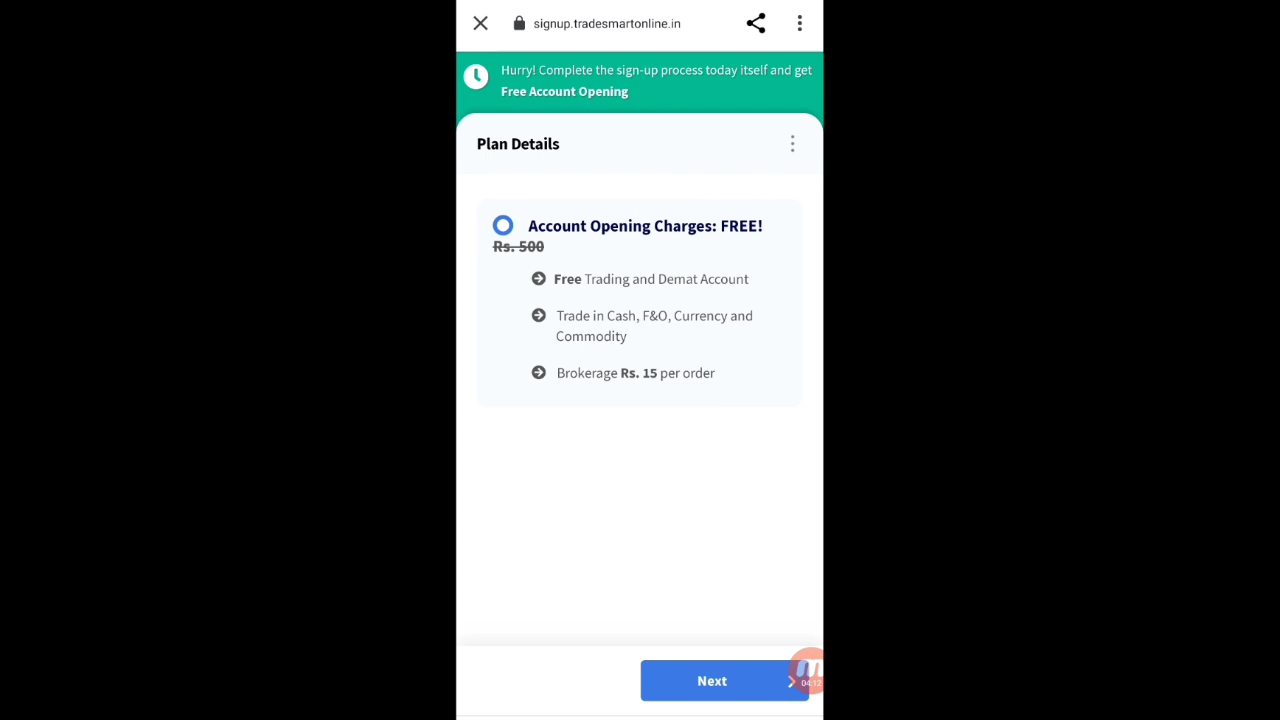 signup.tradesmartonline.in
Hurry! Complete the sign-up process today itself and get
Free Account Opening
Plan Details
Account Opening Charges: FREE!
Rs. 500
Free Trading and Demat Account
Trade in Cash, F&O, Currency and
Commodity
Brokerage Rs. 15 per order
Next
04:12